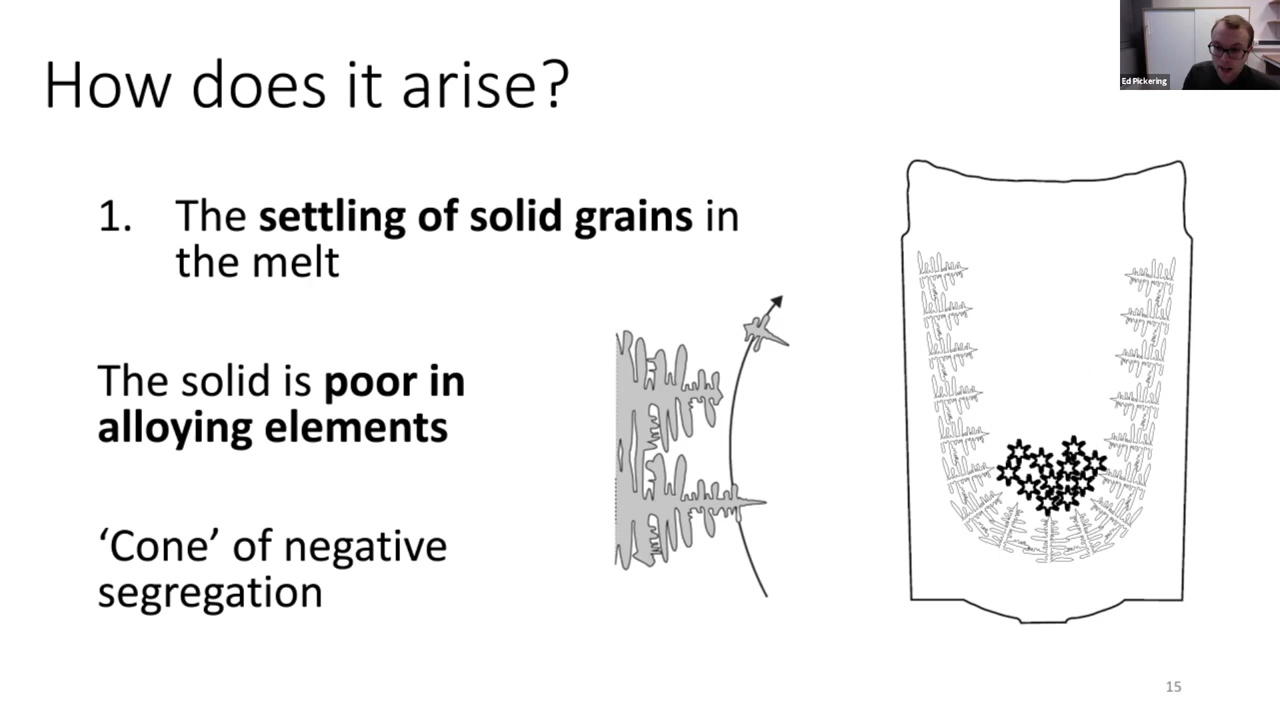 How does it arise?
Ed Pickering
1. The settling of solid grains in
the melt
The solid is poor in
alloying elements
‘Cone’ of negative
segregation
15